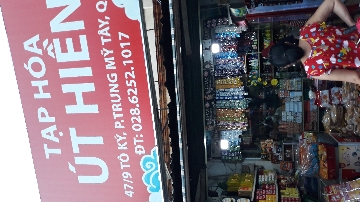 TẠP HÓA
ÚT HIỀN
47/9 TÔ KÝ, P.TRUNG MỸ TÂY, Q
ĐT: 028.6252.1017